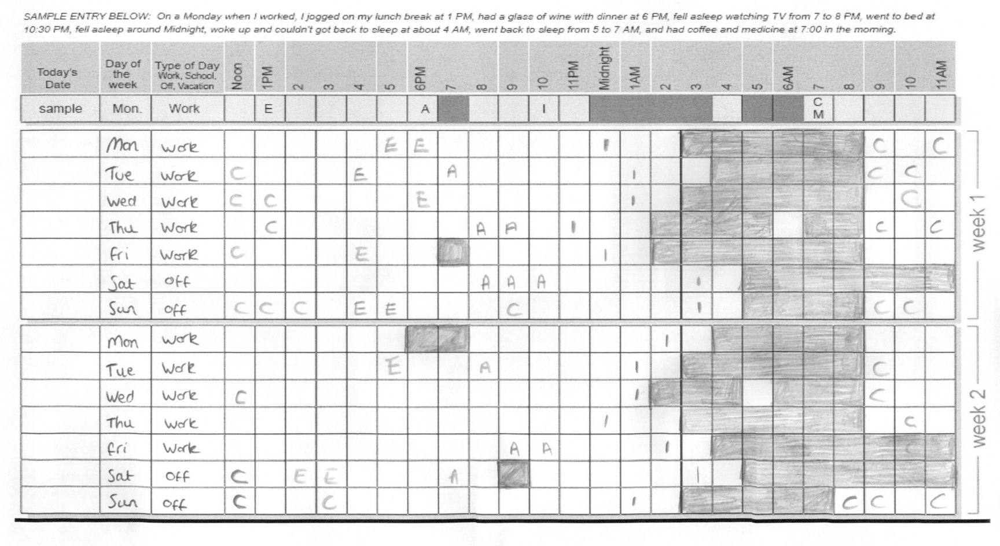 SAMPLE ENTRY BELOW: On a Monday when I worked, I jogged on my lunch break at 1 PM, had a glass of wine with dinner at 6 PM, fell asleep watching TV from 7 to 8 PM, went to bed at
10:30 PM, fell asleep around Midnight, woke up and couldn't got back to sleep at about 4 AM, went back to sleep from 5 to 7 AM, and had coffee and medicine at 7:00 in the morning.
Today's Date Day of the week Type of Day Work, School, Off, Vacation Noon 1PM 2 3 4 5 6PM 7 8 9 10 11PM Midnight 1AM 2 3 4 5 6AM 7 8 9 10 11AM
sample Mon. Work E A I C M
Mon Work E E I C C
Tue Work C E A I C C
Wed Work C C E I C
Thu Work C A A I C C
Fri Work C E I
Sat Off A A A I
Sun Off C C C E E C I C C
week 1
Mon Work I
Tue Work E A I C
Wed Work C I C
Thu Work I C
Fri Work A A I C
Sat Off C E E A I
Sun Off C C I C C C
week 2